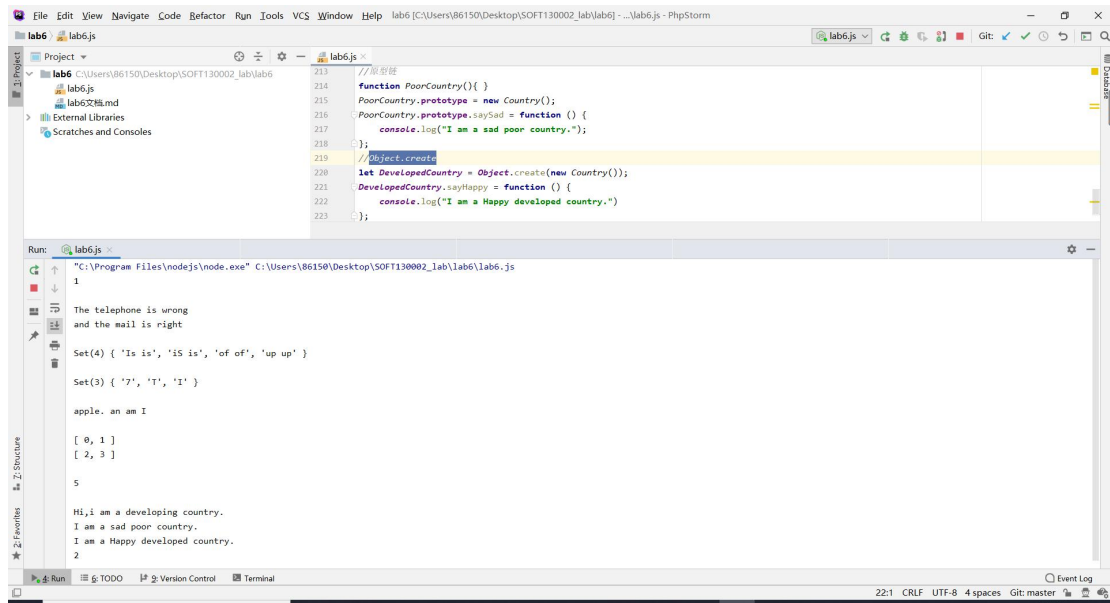 File Edit View Navigate Code Refactor Run Tools VCS Window Help lab6 [C:\Users\86150\Desktop\SOFT130002_lab\lab6] - ...\lab6.js - PhpStorm
lab6 lab6.js
lab6.js Git:
1: Project
Project
lab6.js
Database
lab6 C:\Users\86150\Desktop\SOFT130002_lab\lab6
lab6.js
lab6文档.md
External Libraries
Scratches and Consoles
213 //原型链
214 function PoorCountry(){ }
215 PoorCountry.prototype = new Country();
216 PoorCountry.prototype.saySad = function () {
217 console.log("I am a sad poor country.");
218 };
219 //Object.create
220 let DevelopedCountry = Object.create(new Country());
221 DevelopedCountry.sayHappy = function () {
222 console.log("I am a Happy developed country.")
223 };
Run: lab6.js
"C:\Program Files\nodejs\node.exe" C:\Users\86150\Desktop\SOFT130002_lab\lab6\lab6.js
1
The telephone is wrong
and the mail is right
Set(4) { 'Is is', 'iS is', 'of of', 'up up' }
Set(3) { '7', 'T', 'I' }
apple. an am I
[ 0, 1 ]
[ 2, 3 ]
5
Hi,i am a developing country.
I am a sad poor country.
I am a Happy developed country.
2
7: Structure
2: Favorites
4: Run 6: TODO 9: Version Control Terminal Event Log
22:1 CRLF UTF-8 4 spaces Git: master